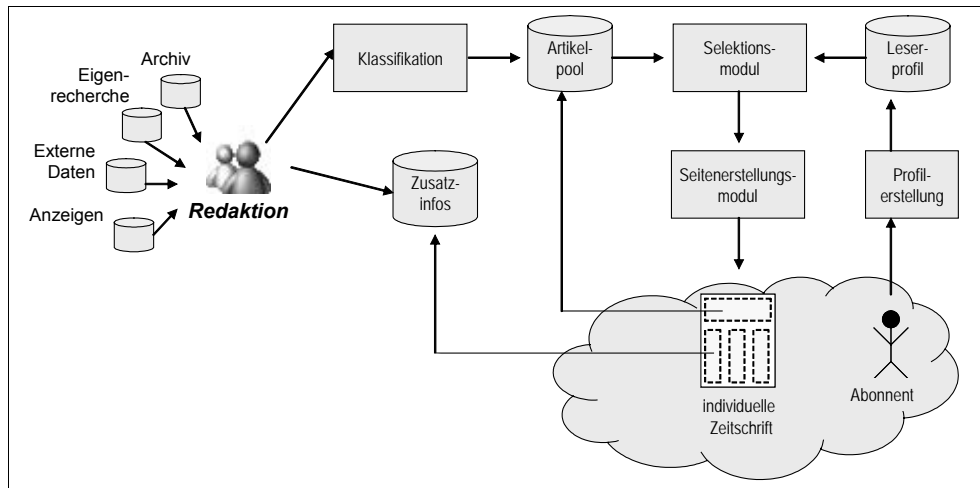 Archiv
Eigen-
recherche
Externe
Daten
Anzeigen
Redaktion
Klassifikation
Artikel-
pool
Selektions-
modul
Leser-
profil
Zusatz-
infos
Seitenerstellungs-
modul
Profil-
erstellung
individuelle
Zeitschrift
Abonnent